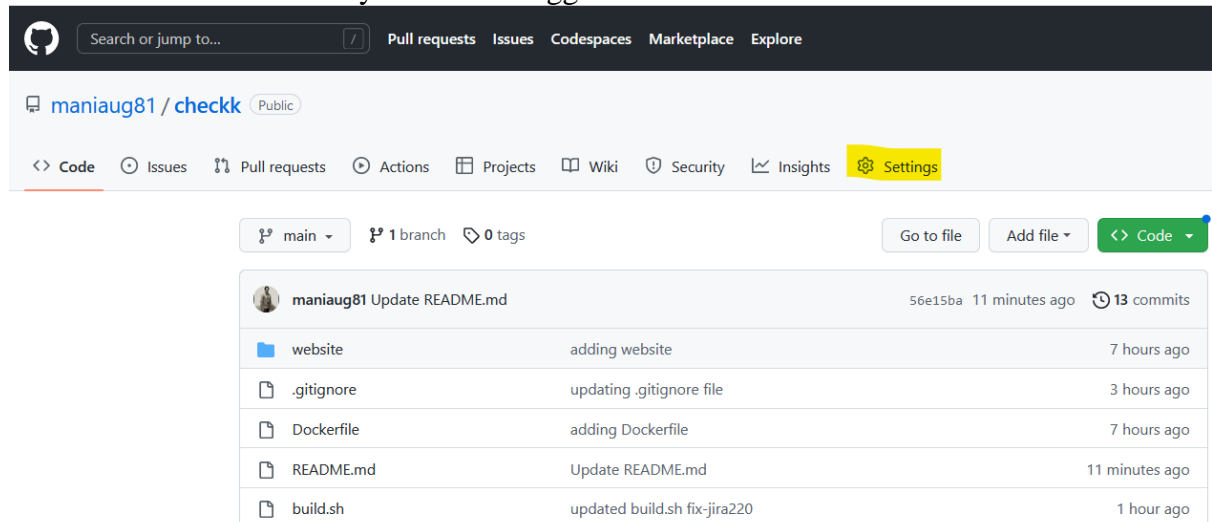 Search or jump to... / Pull requests Issues Codespaces Marketplace Explore
maniaug81 / checkk Public
<> Code Issues Pull requests Actions Projects Wiki Security Insights Settings
main 1 branch 0 tags Go to file Add file <> Code
maniaug81 Update README.md 56e15ba 11 minutes ago 13 commits
website adding website 7 hours ago
.gitignore updating .gitignore file 3 hours ago
Dockerfile adding Dockerfile 7 hours ago
README.md Update README.md 11 minutes ago
build.sh updated build.sh fix-jira220 1 hour ago